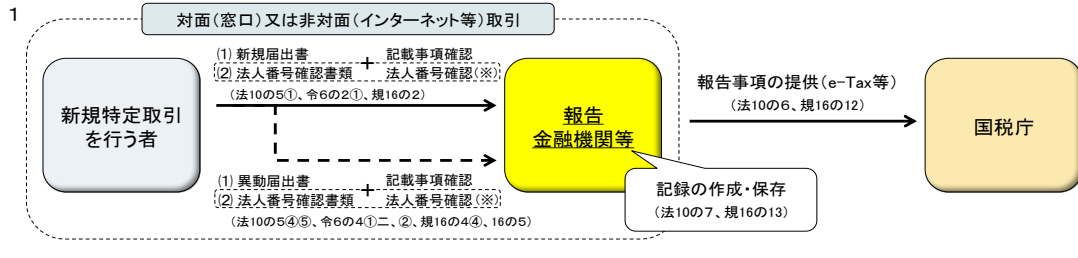 1
対面(窓口)又は非対面(インターネット等)取引
新規特定取引
を行う者
(1) 新規届出書 + 記載事項確認
(2) 法人番号確認書類 法人番号確認(※)
(法10の5①、令6の2①、規16の2)
(1) 異動届出書 + 記載事項確認
(2) 法人番号確認書類 法人番号確認(※)
(法10の5④⑤、令6の4①二、②、規16の4④、16の5)
報告
金融機関等
記録の作成・保存
(法10の7、規16の13)
報告事項の提供(e-Tax等)
(法10の6、規16の12)
国税庁